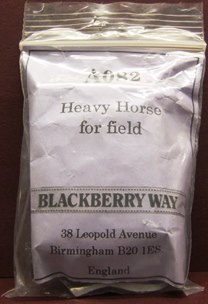 A082
Heavy Horse
for field
BLACKBERRY WAY
38 Leopold Avenue
Birmingham B20 1ES
England